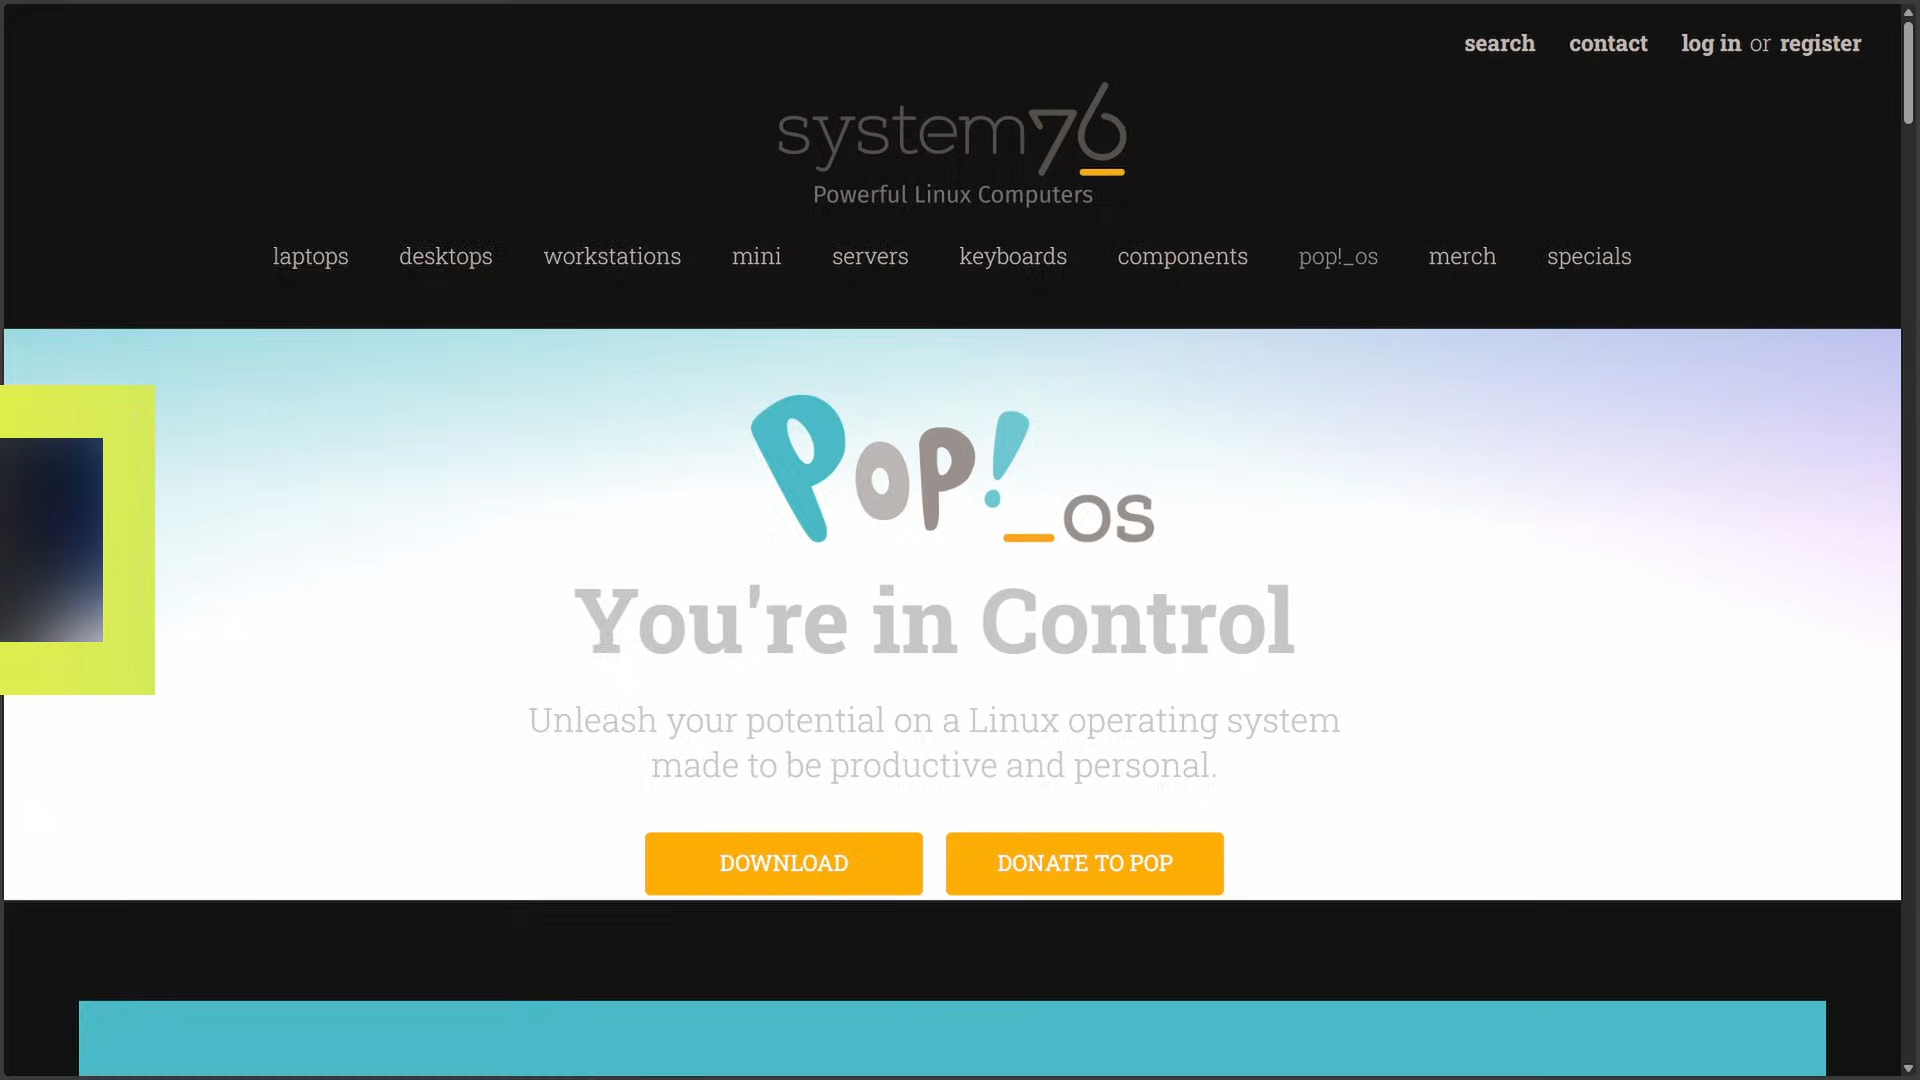 search contact log in or register
system76
Powerful Linux Computers
laptops desktops workstations mini servers keyboards components pop!_os merch specials
Pop!_os
You're in Control
Unleash your potential on a Linux operating system
made to be productive and personal.
DOWNLOAD DONATE TO POP